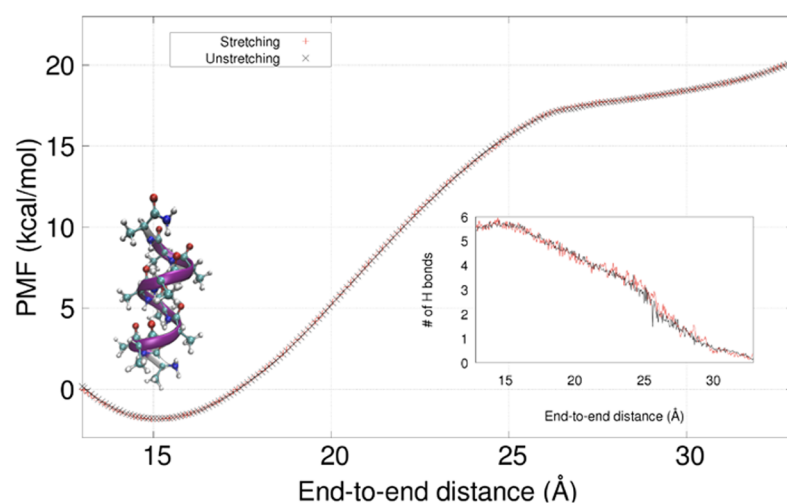 Stretching
Unstretching
20
15
10
5
0
PMF (kcal/mol)
15 20 25 30
End-to-end distance (Å)
6
5
4
3
2
1
0
# of H bonds
15 20 25 30
End-to-end distance (Å)